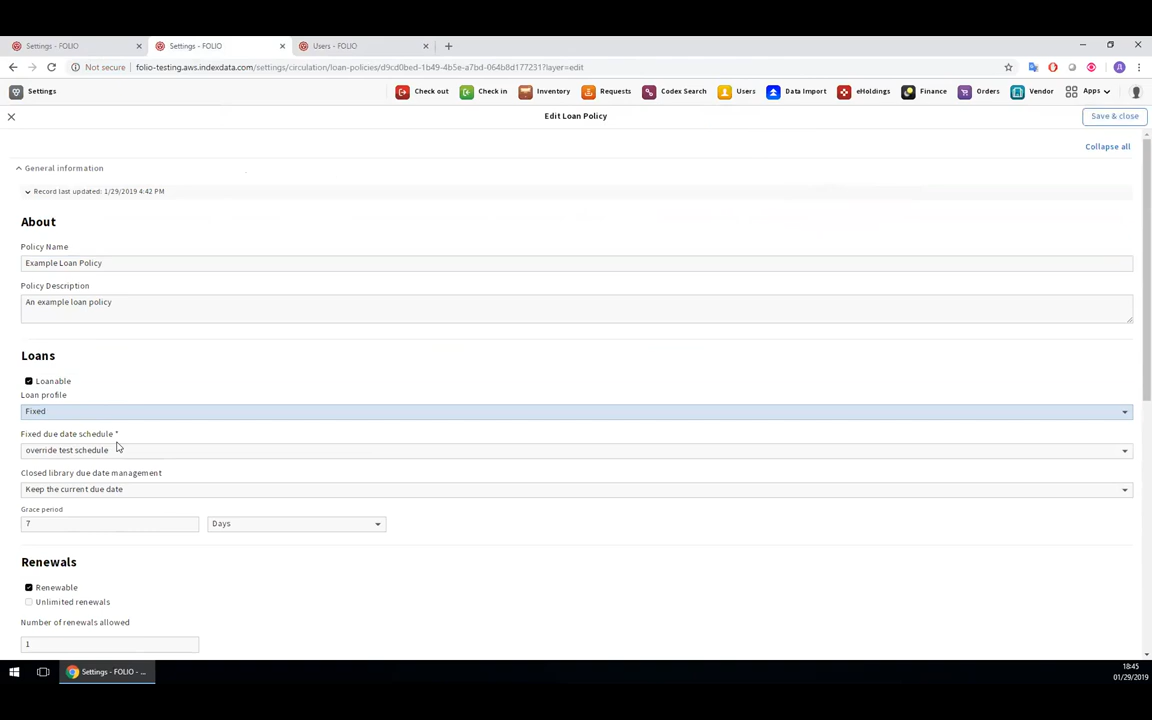 Settings - FOLIO
Settings - FOLIO
Users - FOLIO
Not secure folio-testing.aws.indexdata.com/settings/circulation/loan-policies/d9cd0bed-1b49-4b5e-a7bd-064b8d177231?layer=edit
Settings Check out Check in Inventory Requests Codex Search Users Data Import eHoldings Finance Orders Vendor Apps
Edit Loan Policy
Save & close
Collapse all
General information
Record last updated: 1/29/2019 4:42 PM
About
Policy Name
Example Loan Policy
Policy Description
An example loan policy
Loans
Loanable
Loan profile
Fixed
Fixed due date schedule *
override test schedule
Closed library due date management
Keep the current due date
Grace period
7 Days
Renewals
Renewable
Unlimited renewals
Number of renewals allowed
1
Settings - FOLIO - ...
18:45
01/29/2019